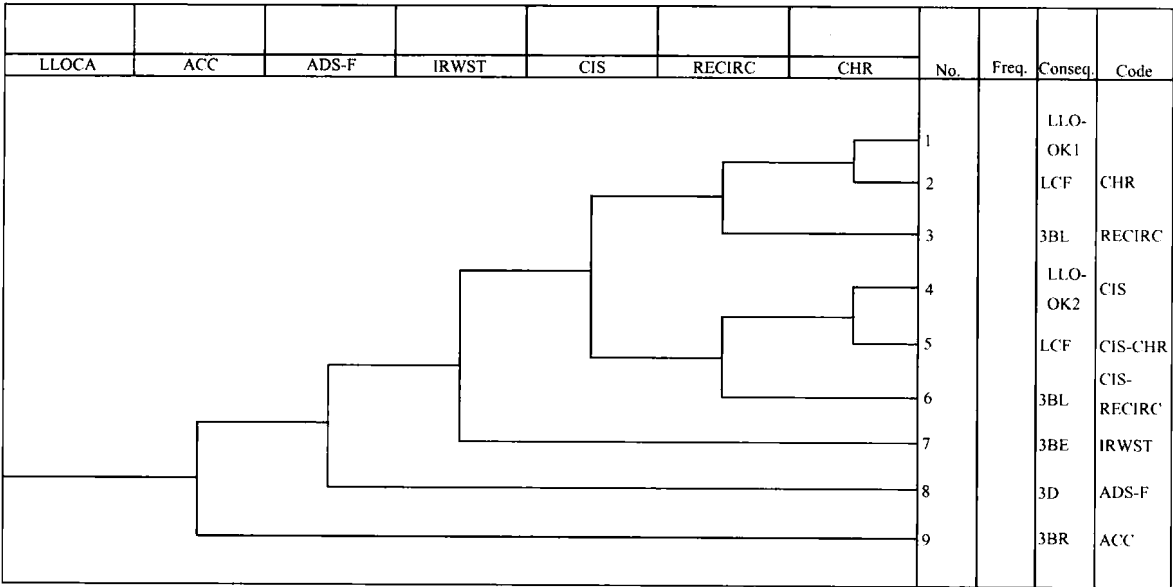 LLOCA ACC ADS-F IRWST CIS RECIRC CHR No. Freq. Conseq. Code
1 LLO-
OK1
2 LCF CHR
3 3BL RECIRC
4 LLO-
OK2 CIS
5 LCF CIS-CHR
6 3BL CIS-
RECIRC
7 3BE IRWST
8 3D ADS-F
9 3BR ACC